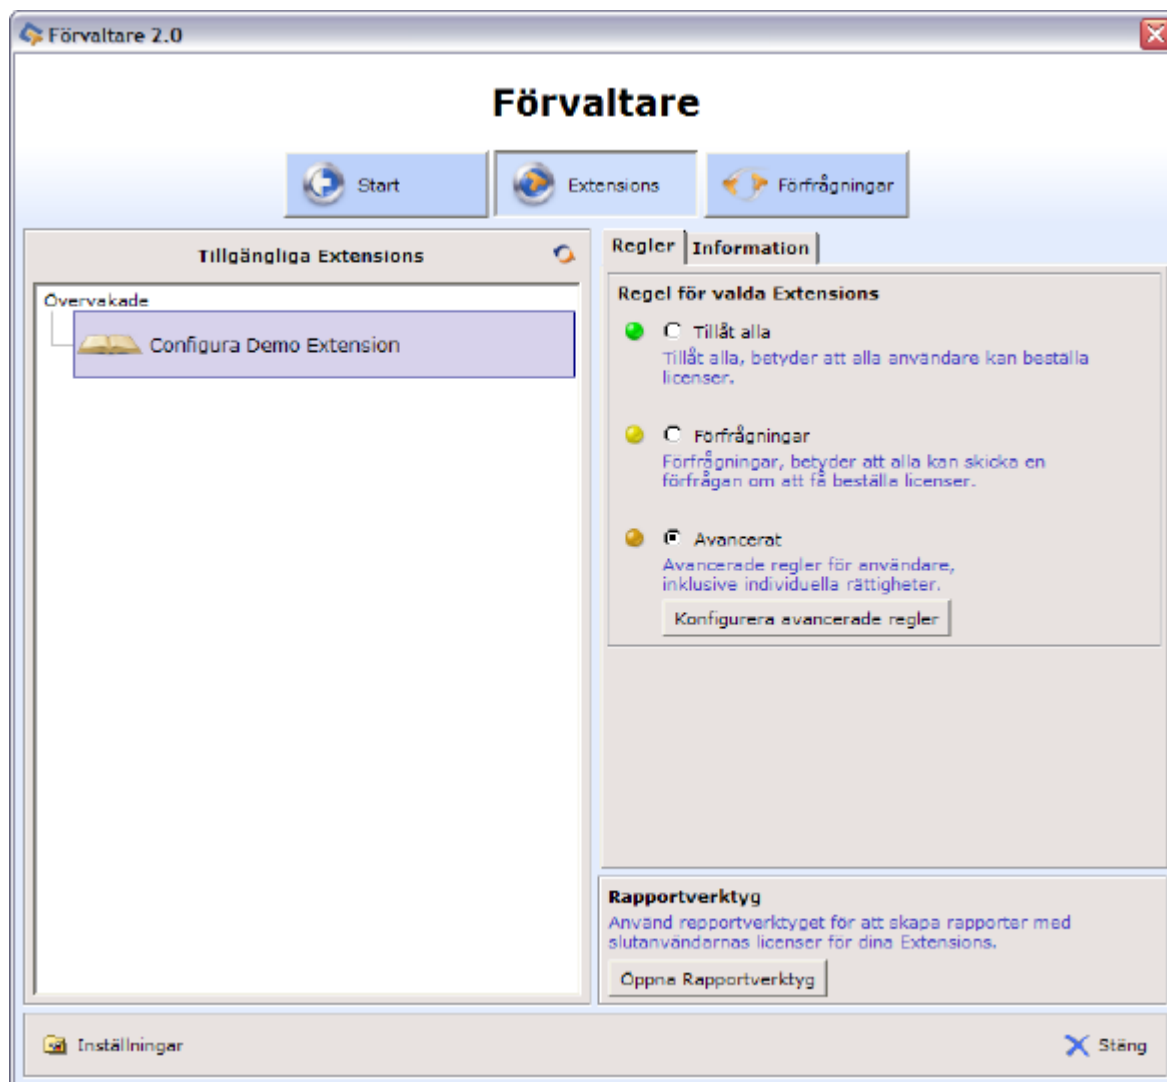 Förvaltare 2.0
Förvaltare
Start
Extensions
Förfrågningar
Tillgängliga Extensions
Övervakade
Configura Demo Extension
Regler
Information
Regel för valda Extensions
Tillåt alla
Tillåt alla, betyder att alla användare kan beställa
licenser.
Förfrågningar
Förfrågningar, betyder att alla kan skicka en
förfrågan om att få beställa licenser.
Avancerat
Avancerade regler för användare,
inklusive individuella rättigheter.
Konfigurera avancerade regler
Rapportverktyg
Använd repportverktyget för att skapa rapporter med
slutanvändarnas licenser för dina Extensions.
Öppna Rapportverktyg
Inställningar
Stäng